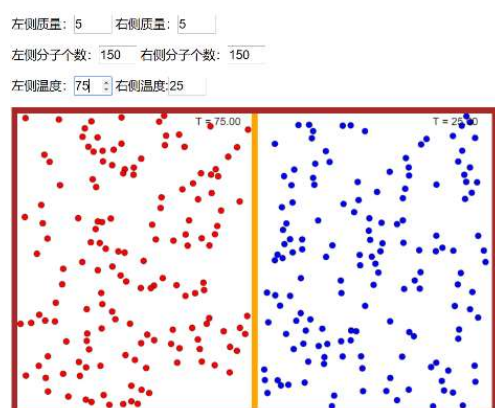 左侧质量: 5 右侧质量: 5
左侧分子个数: 150 右侧分子个数: 150
左侧温度: 75 右侧温度:25
T = 75.00 T = 25.00